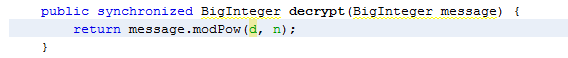 public synchronized BigInteger decrypt(BigInteger message) {
return message.modPow(d, n);
}